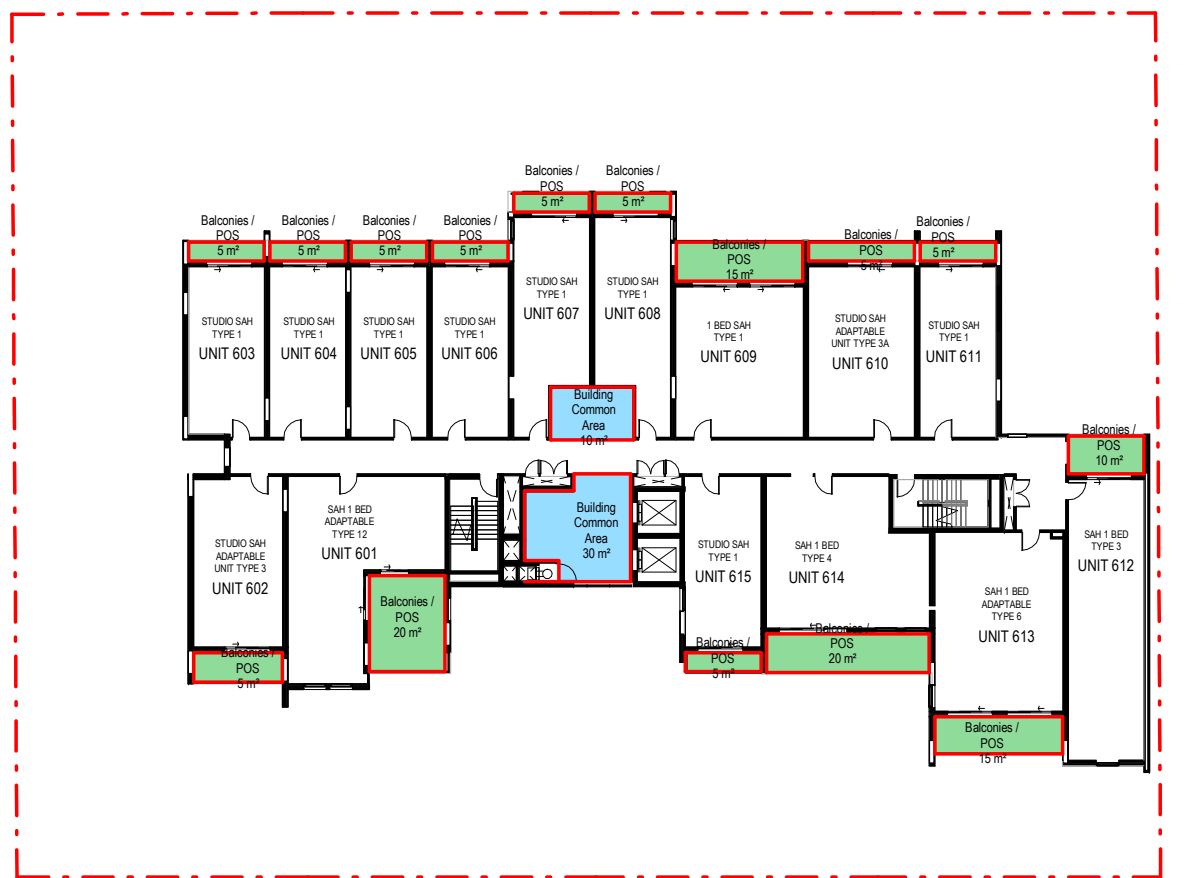 Balconies /
POS
5 m²
Balconies /
POS
5 m²
Balconies /
POS
5 m²
Balconies /
POS
5 m²
Balconies /
POS
5 m²
Balconies /
POS
5 m²
Balconies /
POS
15 m²
Balconies /
POS
5 m²
Balconies /
POS
5 m²
STUDIO SAH
TYPE 1
UNIT 603
STUDIO SAH
TYPE 1
UNIT 604
STUDIO SAH
TYPE 1
UNIT 605
STUDIO SAH
TYPE 1
UNIT 606
STUDIO SAH
TYPE 1
UNIT 607
STUDIO SAH
TYPE 1
UNIT 608
1 BED SAH
TYPE 1
UNIT 609
STUDIO SAH
ADAPTABLE
UNIT TYPE 3A
UNIT 610
STUDIO SAH
TYPE 1
UNIT 611
Building
Common
Area
10 m²
Balconies /
POS
10 m²
STUDIO SAH
ADAPTABLE
UNIT TYPE 3
UNIT 602
SAH 1 BED
ADAPTABLE
TYPE 12
UNIT 601
Building
Common
Area
30 m²
STUDIO SAH
TYPE 1
UNIT 615
SAH 1 BED
TYPE 4
UNIT 614
SAH 1 BED
ADAPTABLE
TYPE 6
UNIT 613
SAH 1 BED
TYPE 3
UNIT 612
Balconies /
POS
5 m²
Balconies /
POS
20 m²
Balconies /
POS
5 m²
Balconies /
POS
20 m²
Balconies /
POS
15 m²